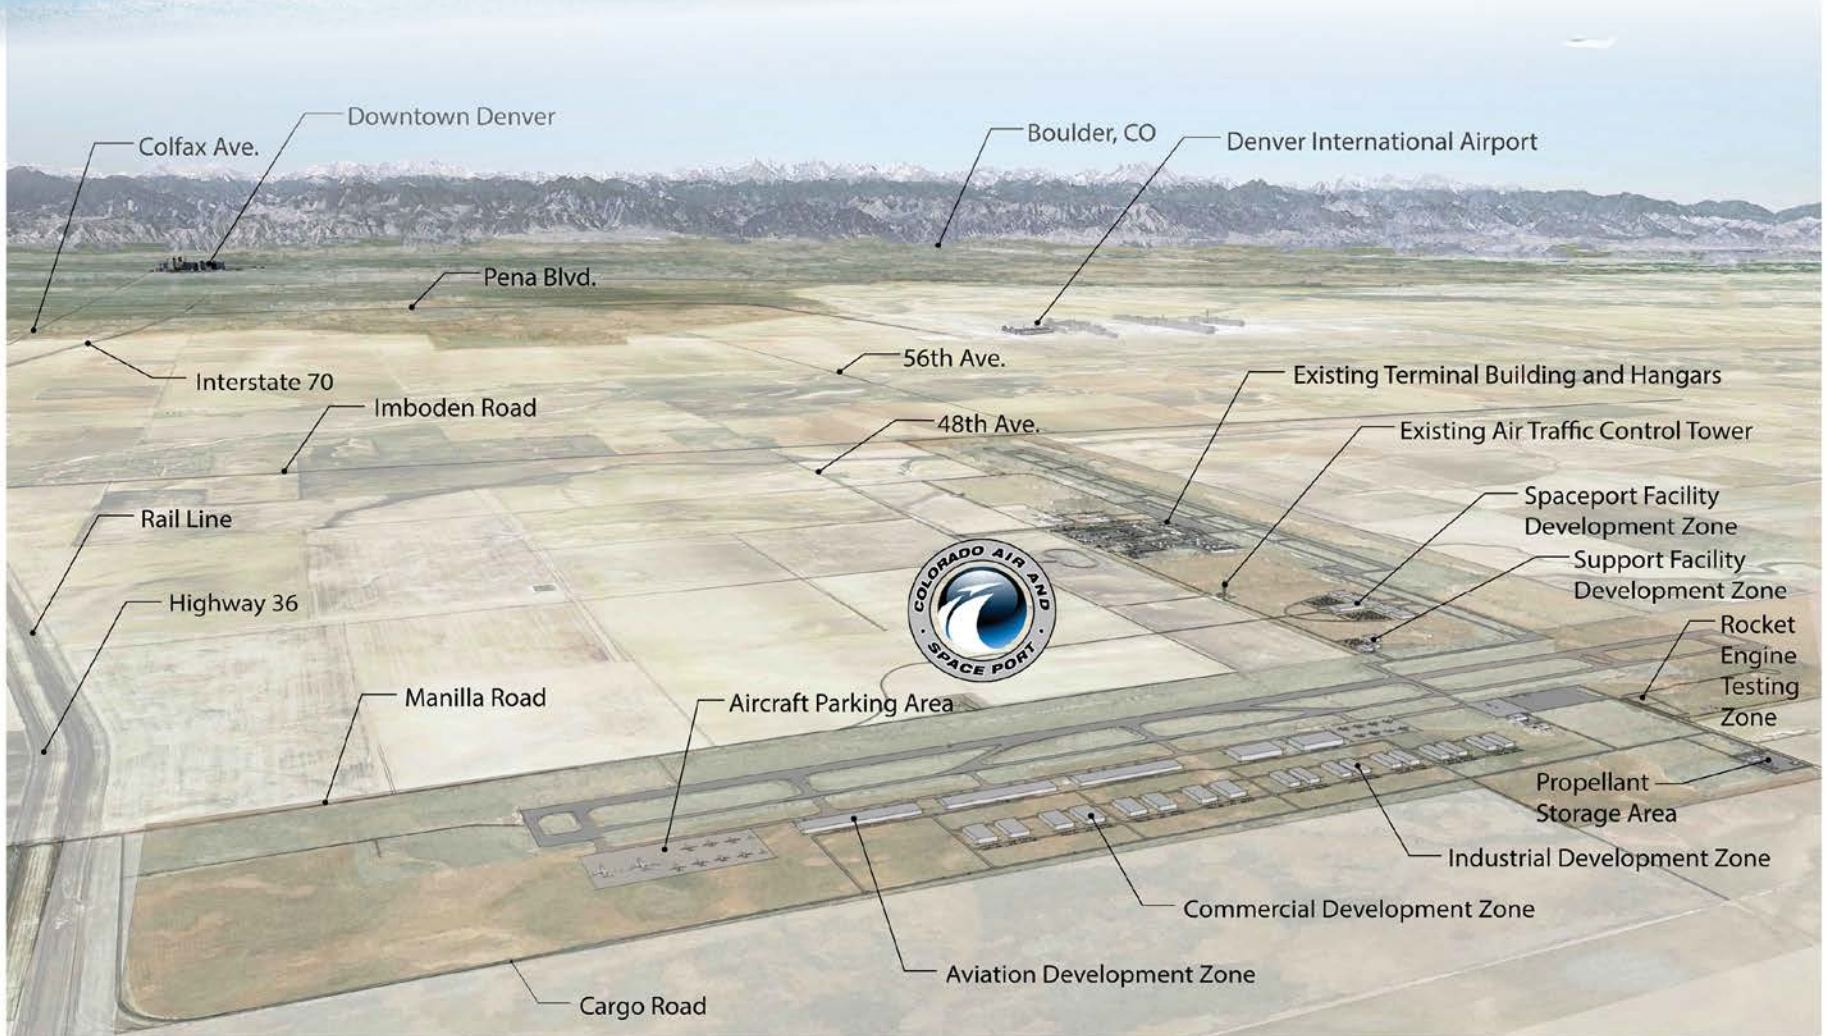 Downtown Denver
Colfax Ave.
Boulder, CO
Denver International Airport
Pena Blvd.
56th Ave.
Interstate 70
Existing Terminal Building and Hangars
Imboden Road
48th Ave.
Existing Air Traffic Control Tower
Rail Line
Spaceport Facility
Development Zone
Support Facility
Development Zone
COLORADO AIR AND
SPACE PORT
Highway 36
Rocket
Engine
Testing
Zone
Manilla Road
Aircraft Parking Area
Propellant
Storage Area
Industrial Development Zone
Commercial Development Zone
Aviation Development Zone
Cargo Road